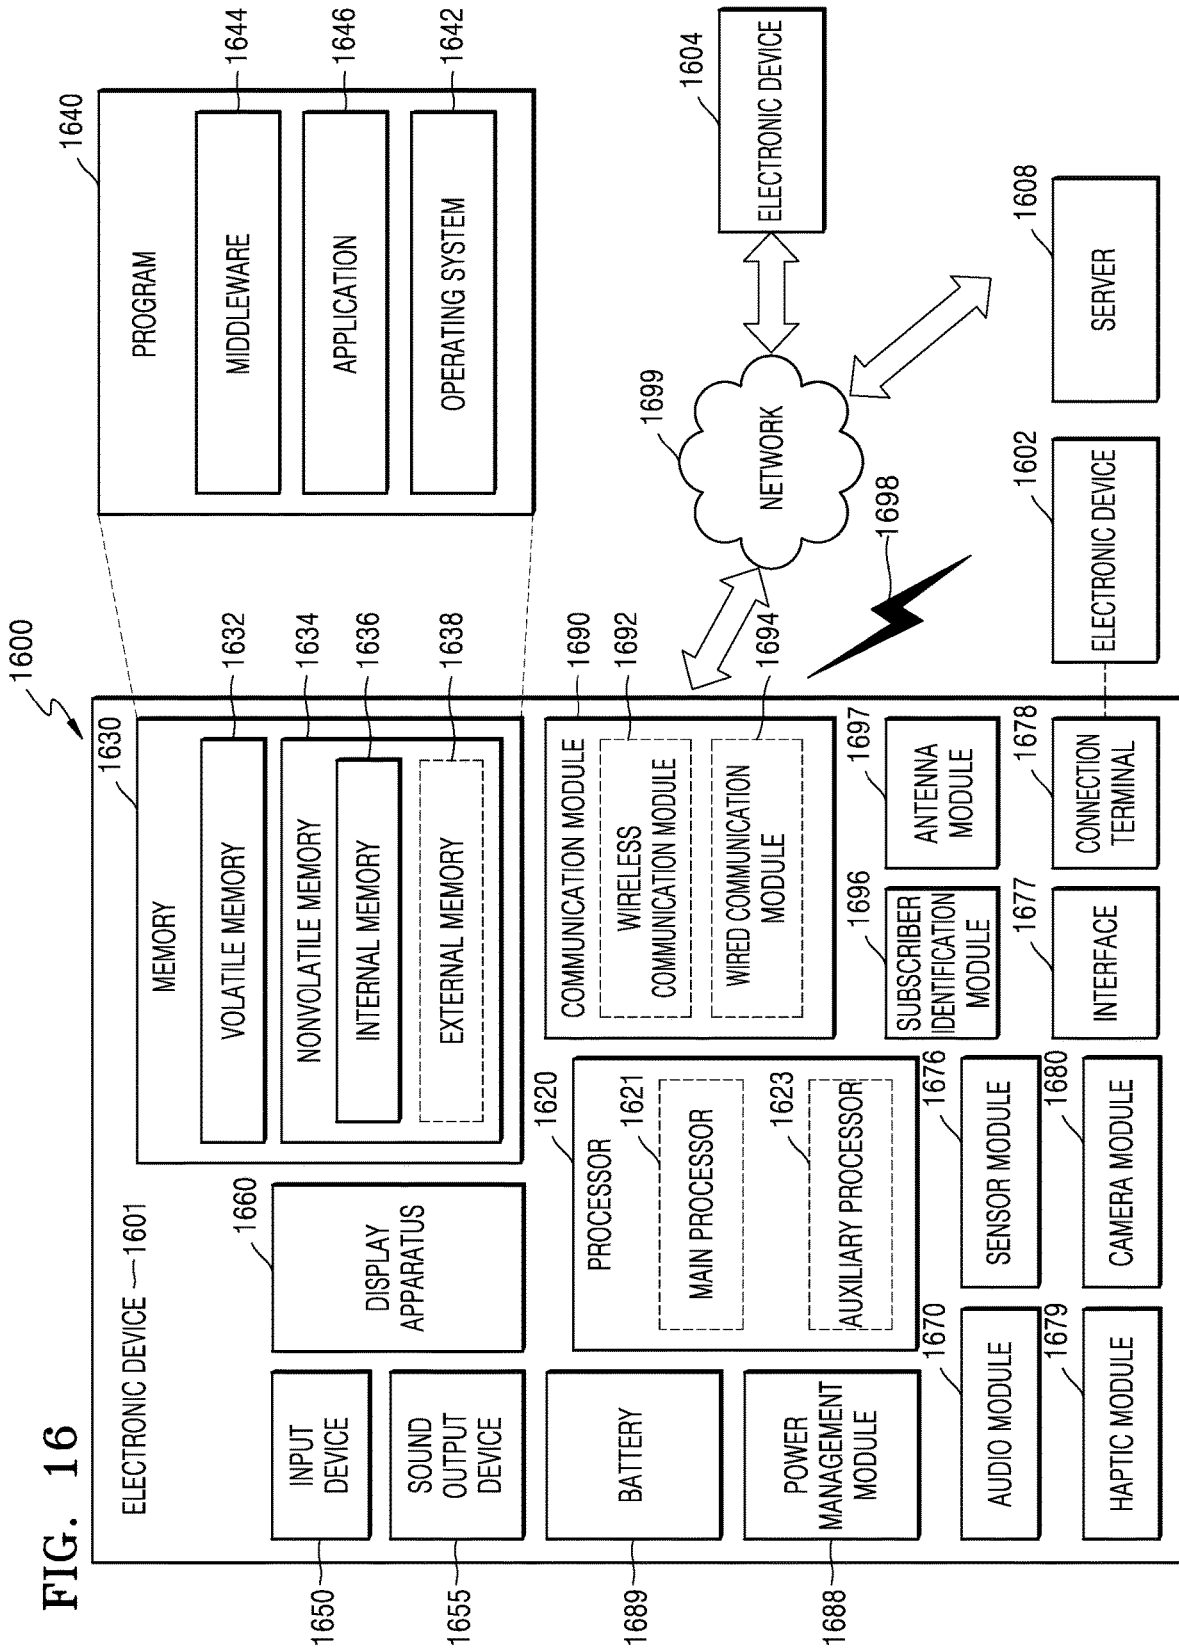 FIG. 16
1600
ELECTRONIC DEVICE
1601
1630
MEMORY
VOLATILE MEMORY
1632
NONVOLATILE MEMORY
1634
INTERNAL MEMORY
1636
EXTERNAL MEMORY
1638
1640
PROGRAM
MIDDLEWARE
1644
APPLICATION
1646
OPERATING SYSTEM
1642
1650
INPUT
DEVICE
1655
SOUND
OUTPUT
DEVICE
1660
DISPLAY
APPARATUS
1689
BATTERY
1688
POWER
MANAGEMENT
MODULE
1620
PROCESSOR
1621
MAIN PROCESSOR
1623
AUXILIARY PROCESSOR
COMMUNICATION MODULE
1690
WIRELESS
COMMUNICATION MODULE
1692
WIRED COMMUNICATION
MODULE
1694
1699
NETWORK
1604
ELECTRONIC DEVICE
1698
1696
SUBSCRIBER
IDENTIFICATION
MODULE
1697
ANTENNA
MODULE
1670
AUDIO MODULE
1676
SENSOR MODULE
1677
INTERFACE
1678
CONNECTION
TERMINAL
1679
HAPTIC MODULE
1680
CAMERA MODULE
1602
ELECTRONIC DEVICE
1608
SERVER